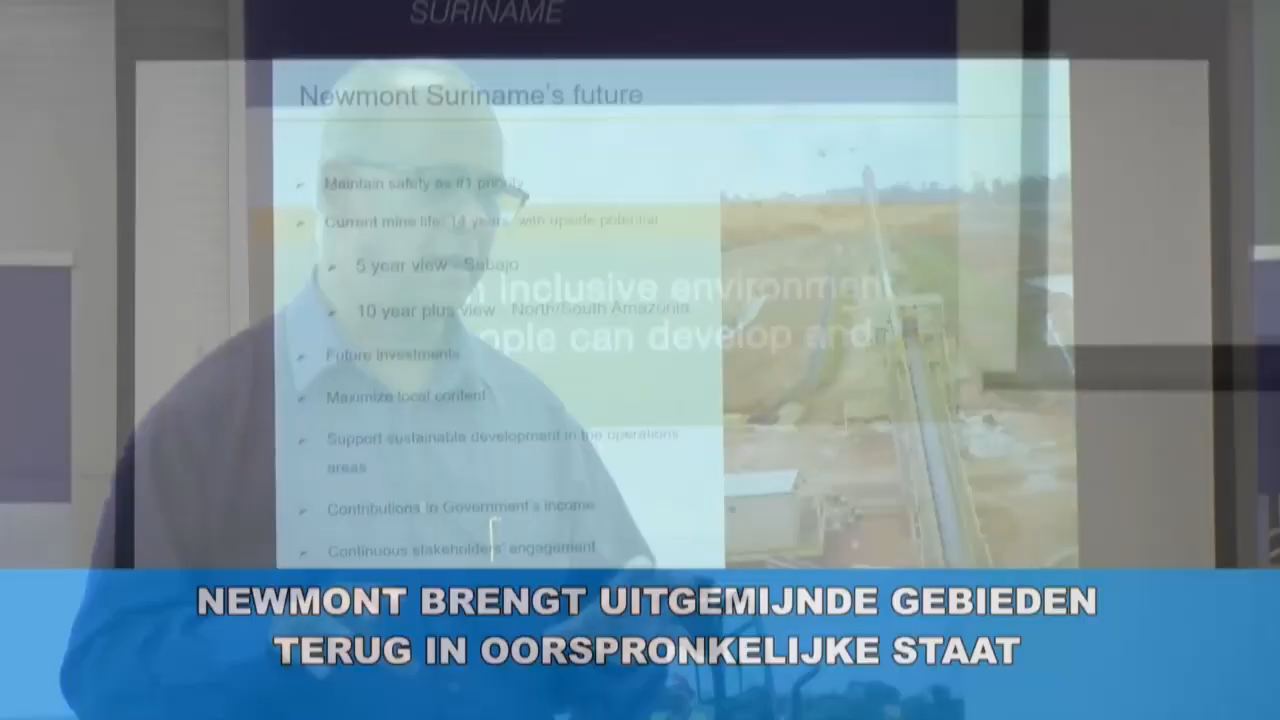 SURINAME
Newmont Suriname's future
Maintain safety as #1 priority
Current mine life: 14 years, with upside potential
5 year view - Sabajo
inclusive environment
10 year plus view - North/South Amazonia
people can develop and
Future investments
Maximize local content
Support sustainable development in the operations
areas
Contributions in Government's income
Continuous stakeholders' engagement
NEWMONT BRENGT UITGEMIJNDE GEBIEDEN
TERUG IN OORSPRONKELIJKE STAAT